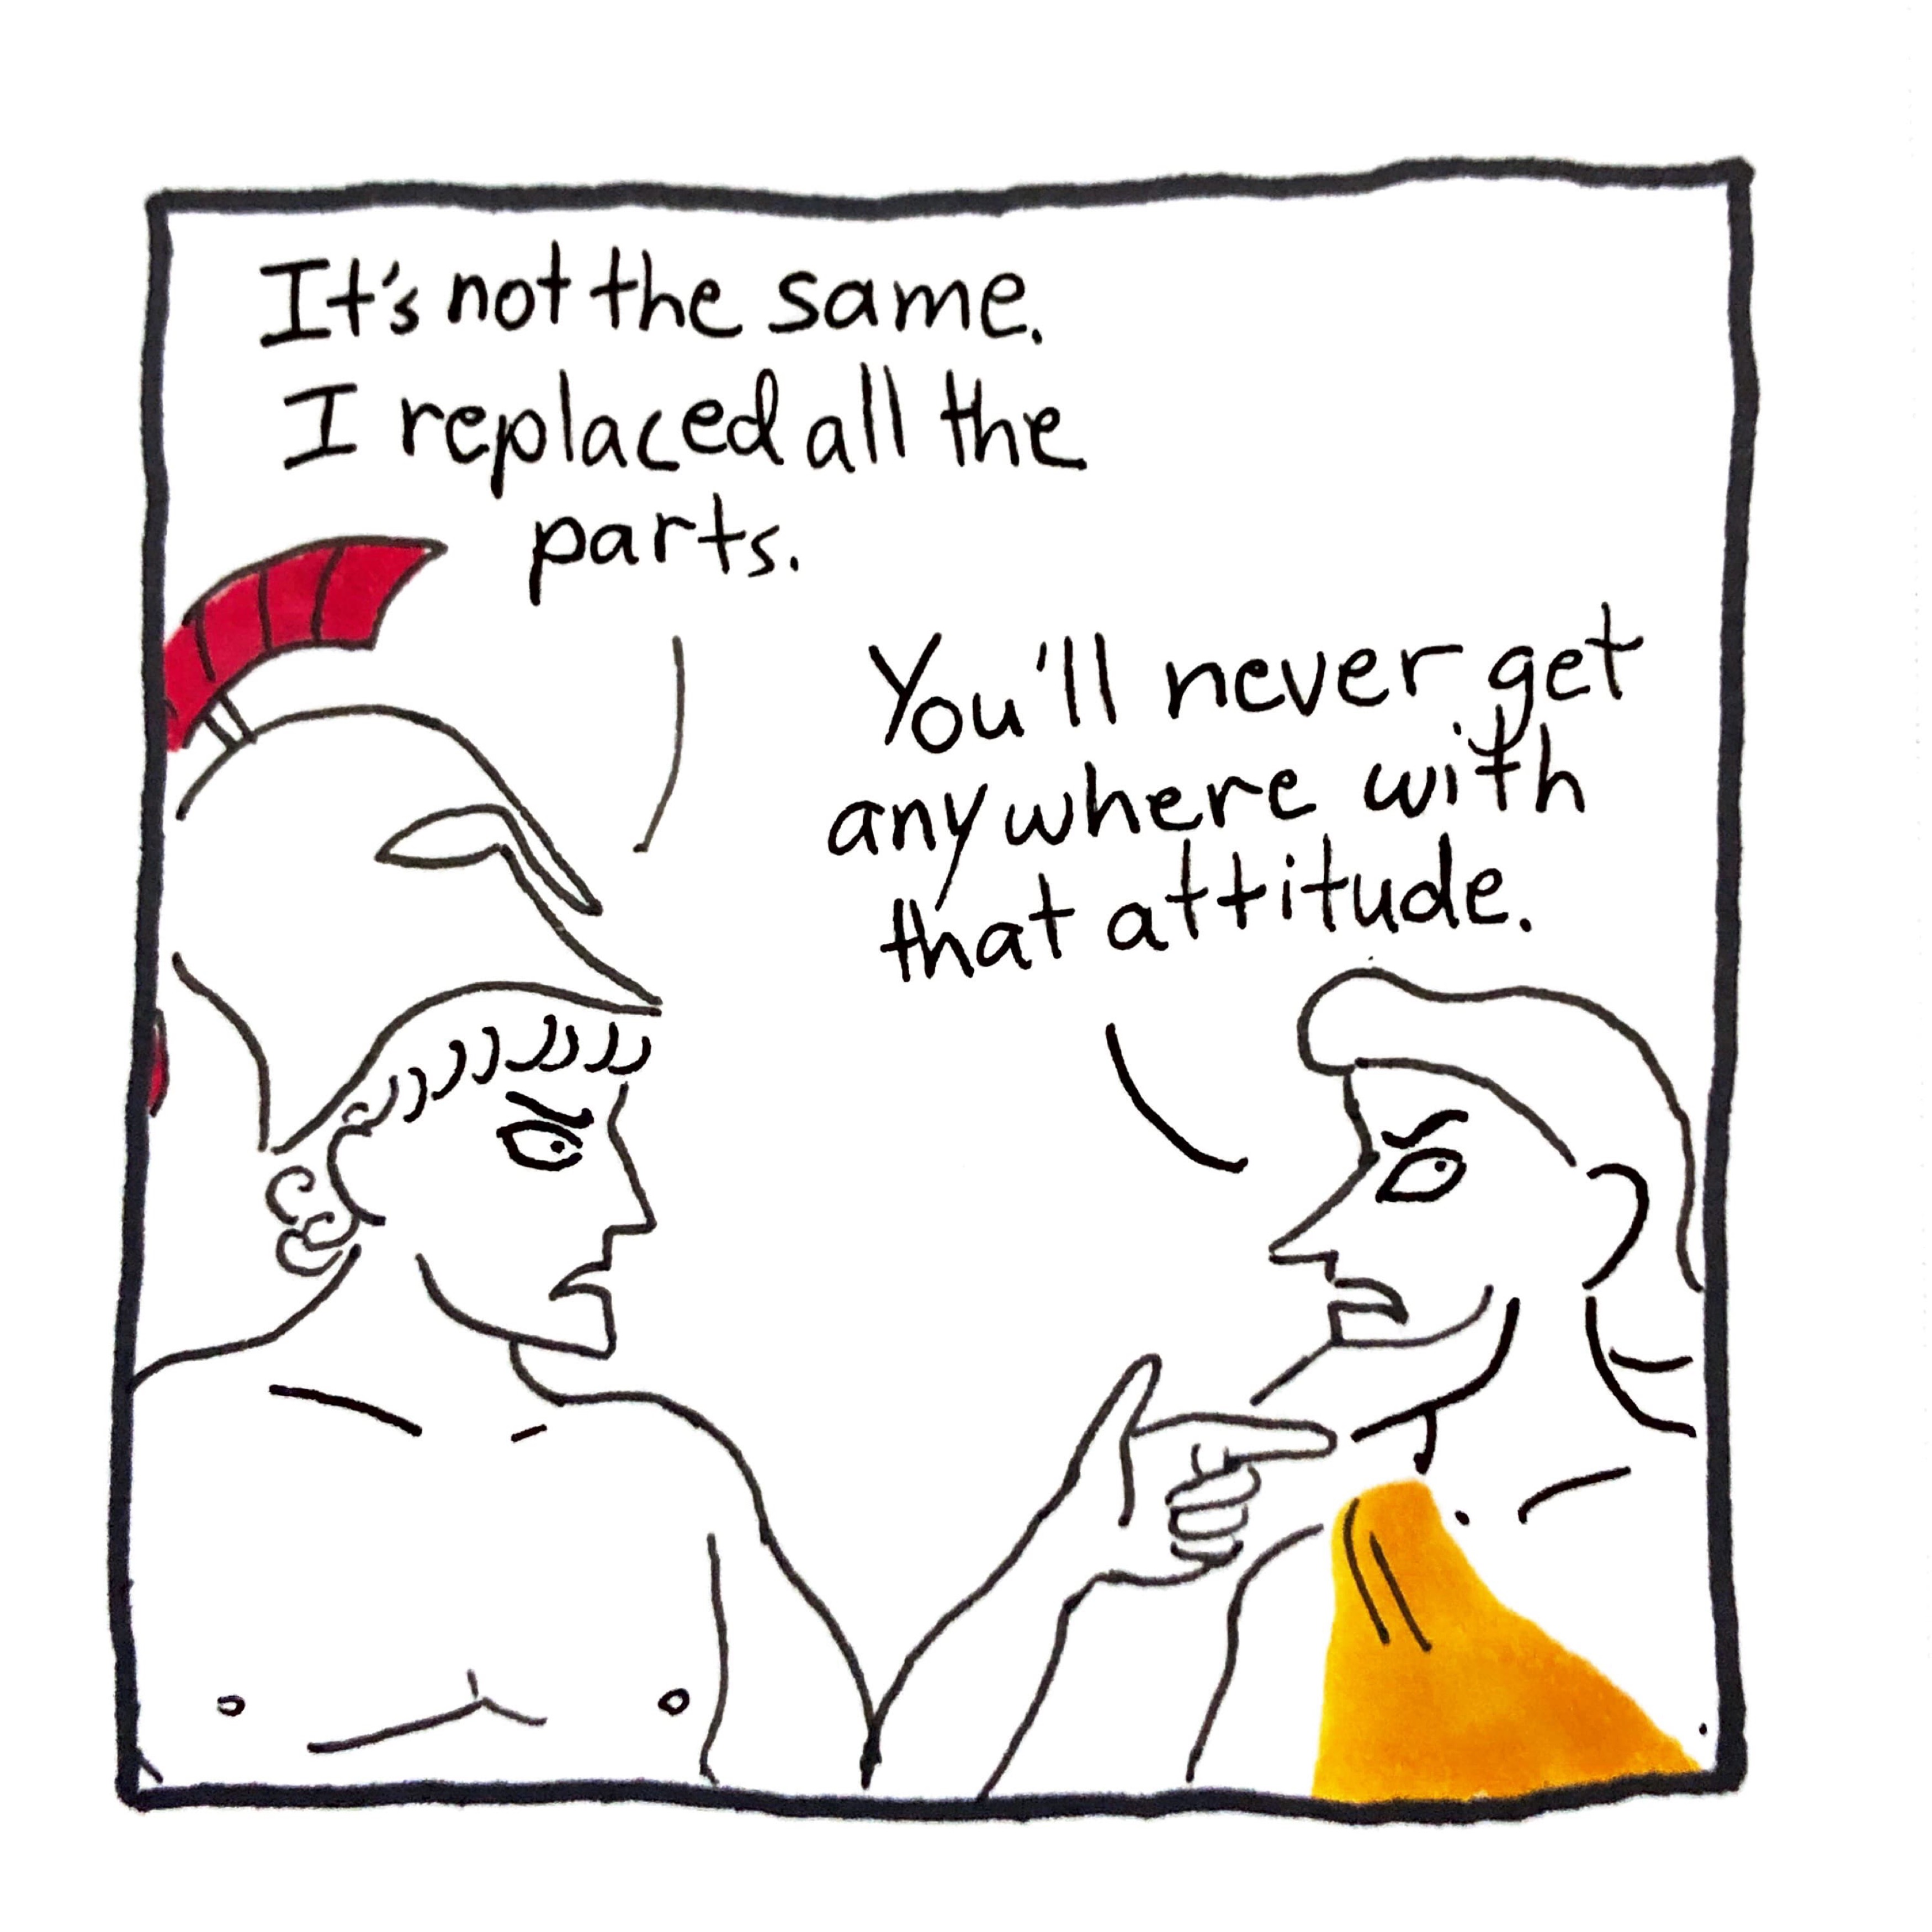 It's not the same.
I replaced all the
parts.
You'll never get
anywhere with
that attitude.